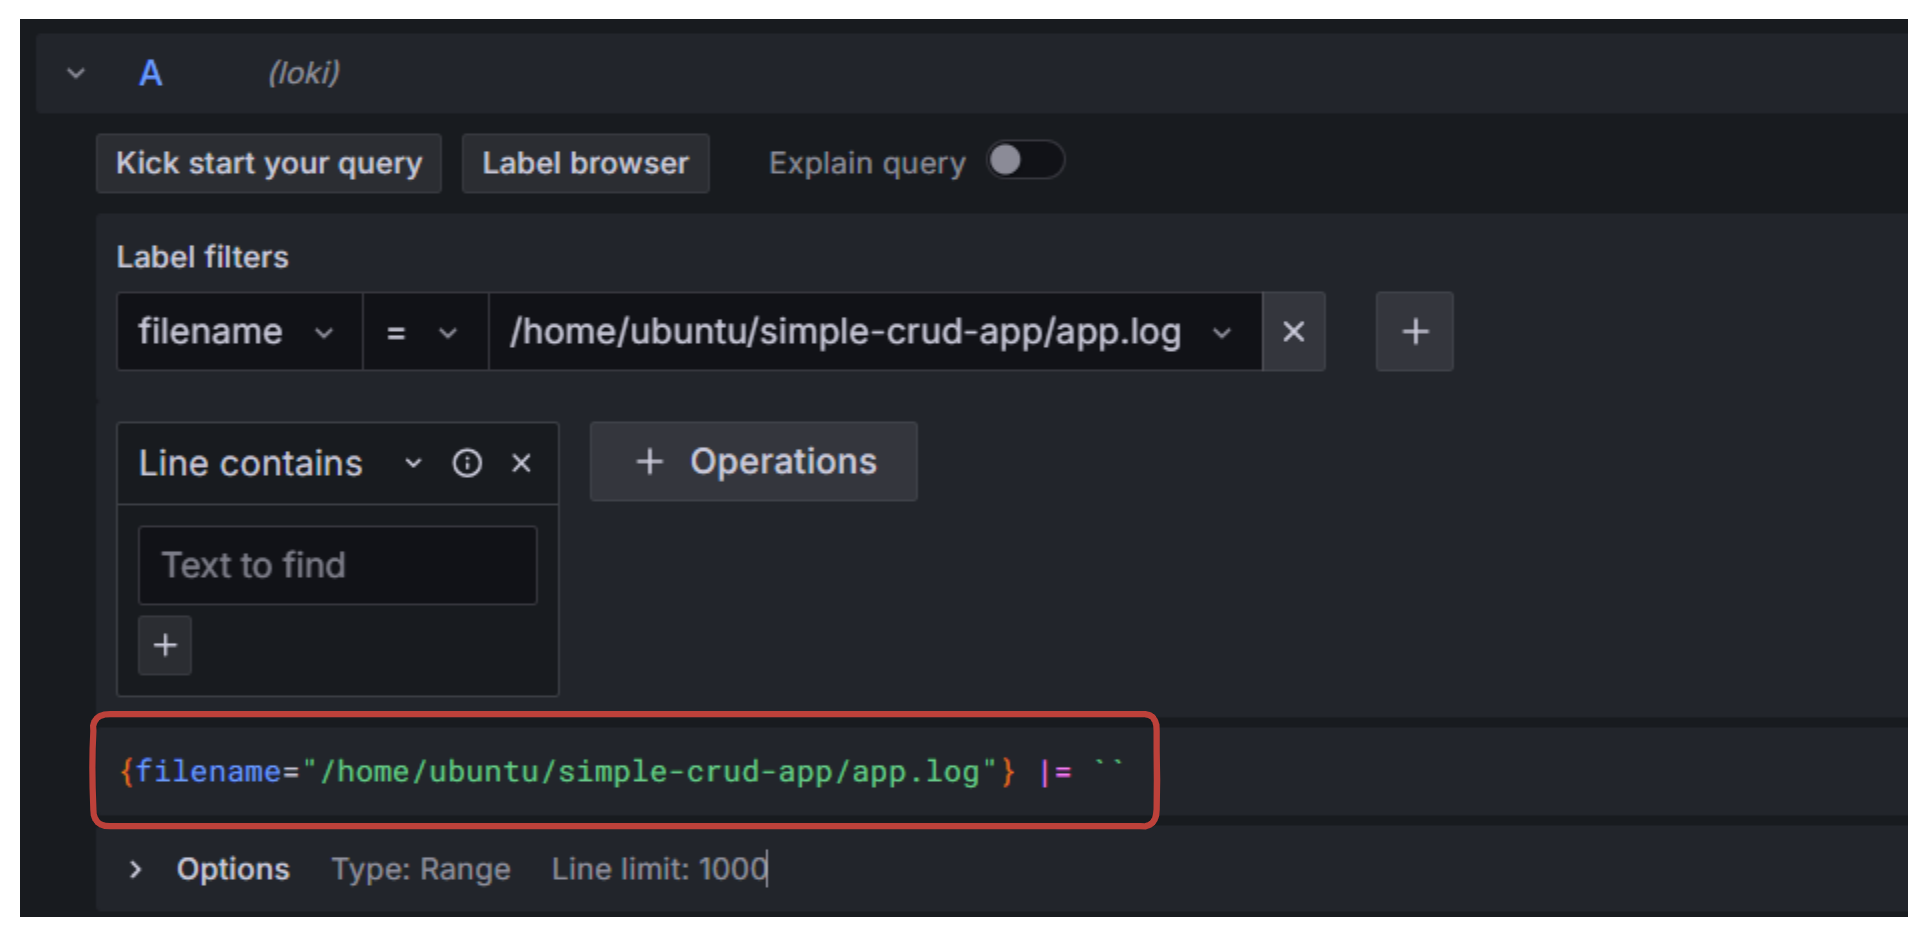 A (loki)
Kick start your query Label browser Explain query
Label filters
filename = /home/ubuntu/simple-crud-app/app.log
Line contains + Operations
Text to find
+
{filename="/home/ubuntu/simple-crud-app/app.log"} |= ``
Options Type: Range Line limit: 1000